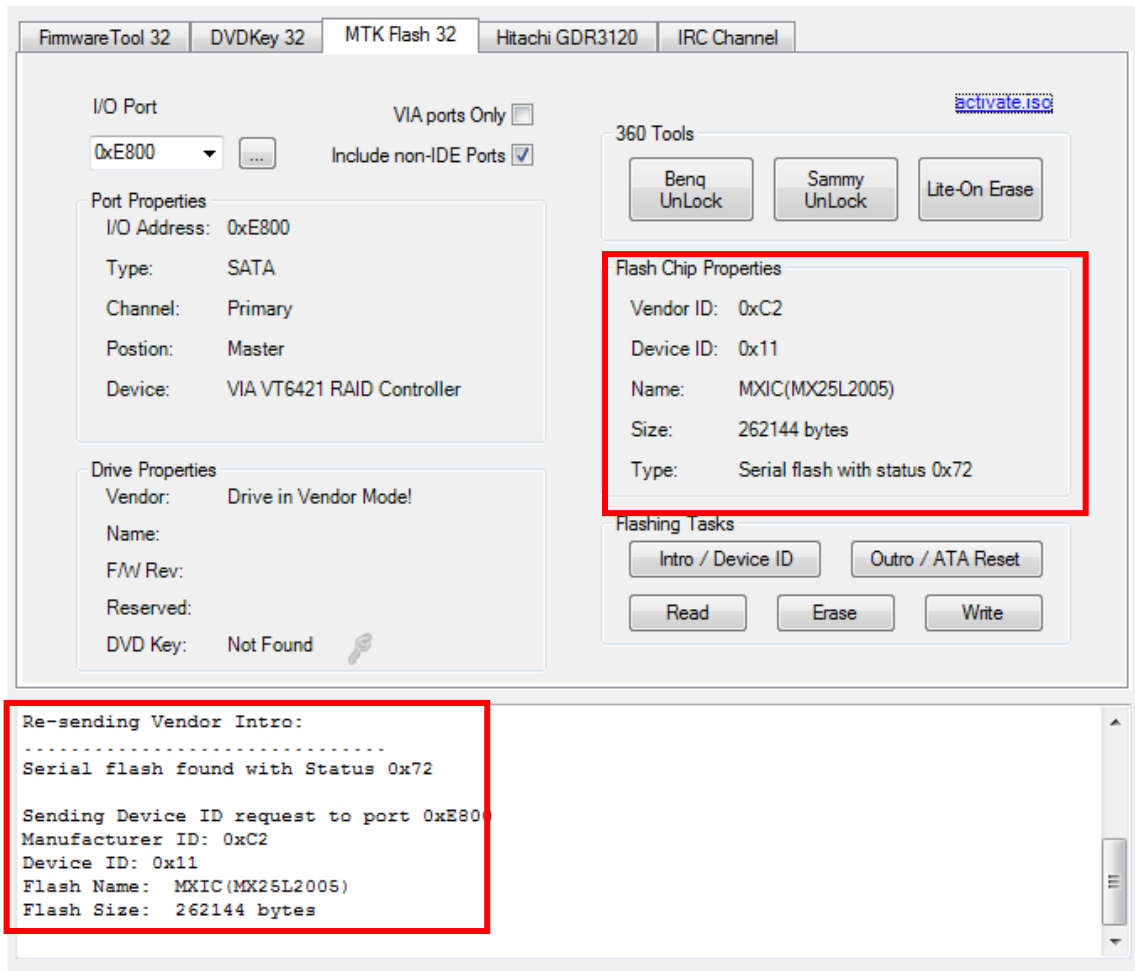 FirmwareTool 32 DVDKey 32 MTK Flash 32 Hitachi GDR3120 IRC Channel
I/O Port
VIA ports Only
0xE800 ... Include non-IDE Ports
Port Properties
I/O Address: 0xE800
Type: SATA
Channel: Primary
Postion: Master
Device: VIA VT6421 RAID Controller
Drive Properties
Vendor: Drive in Vendor Mode!
Name:
F/W Rev:
Reserved:
DVD Key: Not Found
activate.iso
360 Tools
Benq UnLock
Sammy UnLock
Lite-On Erase
Flash Chip Properties
Vendor ID: 0xC2
Device ID: 0x11
Name: MXIC(MX25L2005)
Size: 262144 bytes
Type: Serial flash with status 0x72
Flashing Tasks
Intro / Device ID Outro / ATA Reset
Read Erase Write
Re-sending Vendor Intro:
...............................
Serial flash found with Status 0x72
Sending Device ID request to port 0xE800
Manufacturer ID: 0xC2
Device ID: 0x11
Flash Name: MXIC(MX25L2005)
Flash Size: 262144 bytes